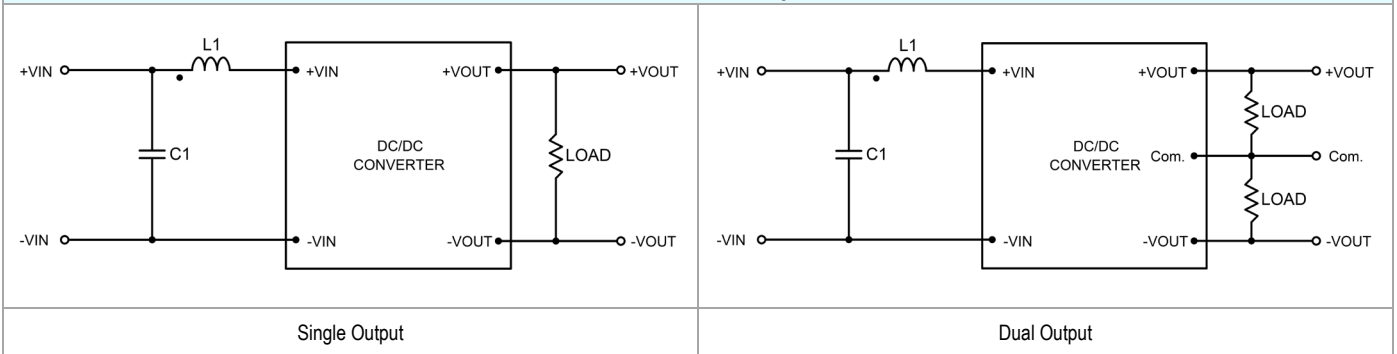 L1
+VIN
+VIN
+VOUT
+VOUT
C1
DC/DC
CONVERTER
LOAD
-VIN
-VIN
-VOUT
-VOUT
Single Output
L1
+VIN
+VIN
+VOUT
+VOUT
LOAD
C1
DC/DC
CONVERTER
Com.
Com.
LOAD
-VIN
-VIN
-VOUT
-VOUT
Dual Output